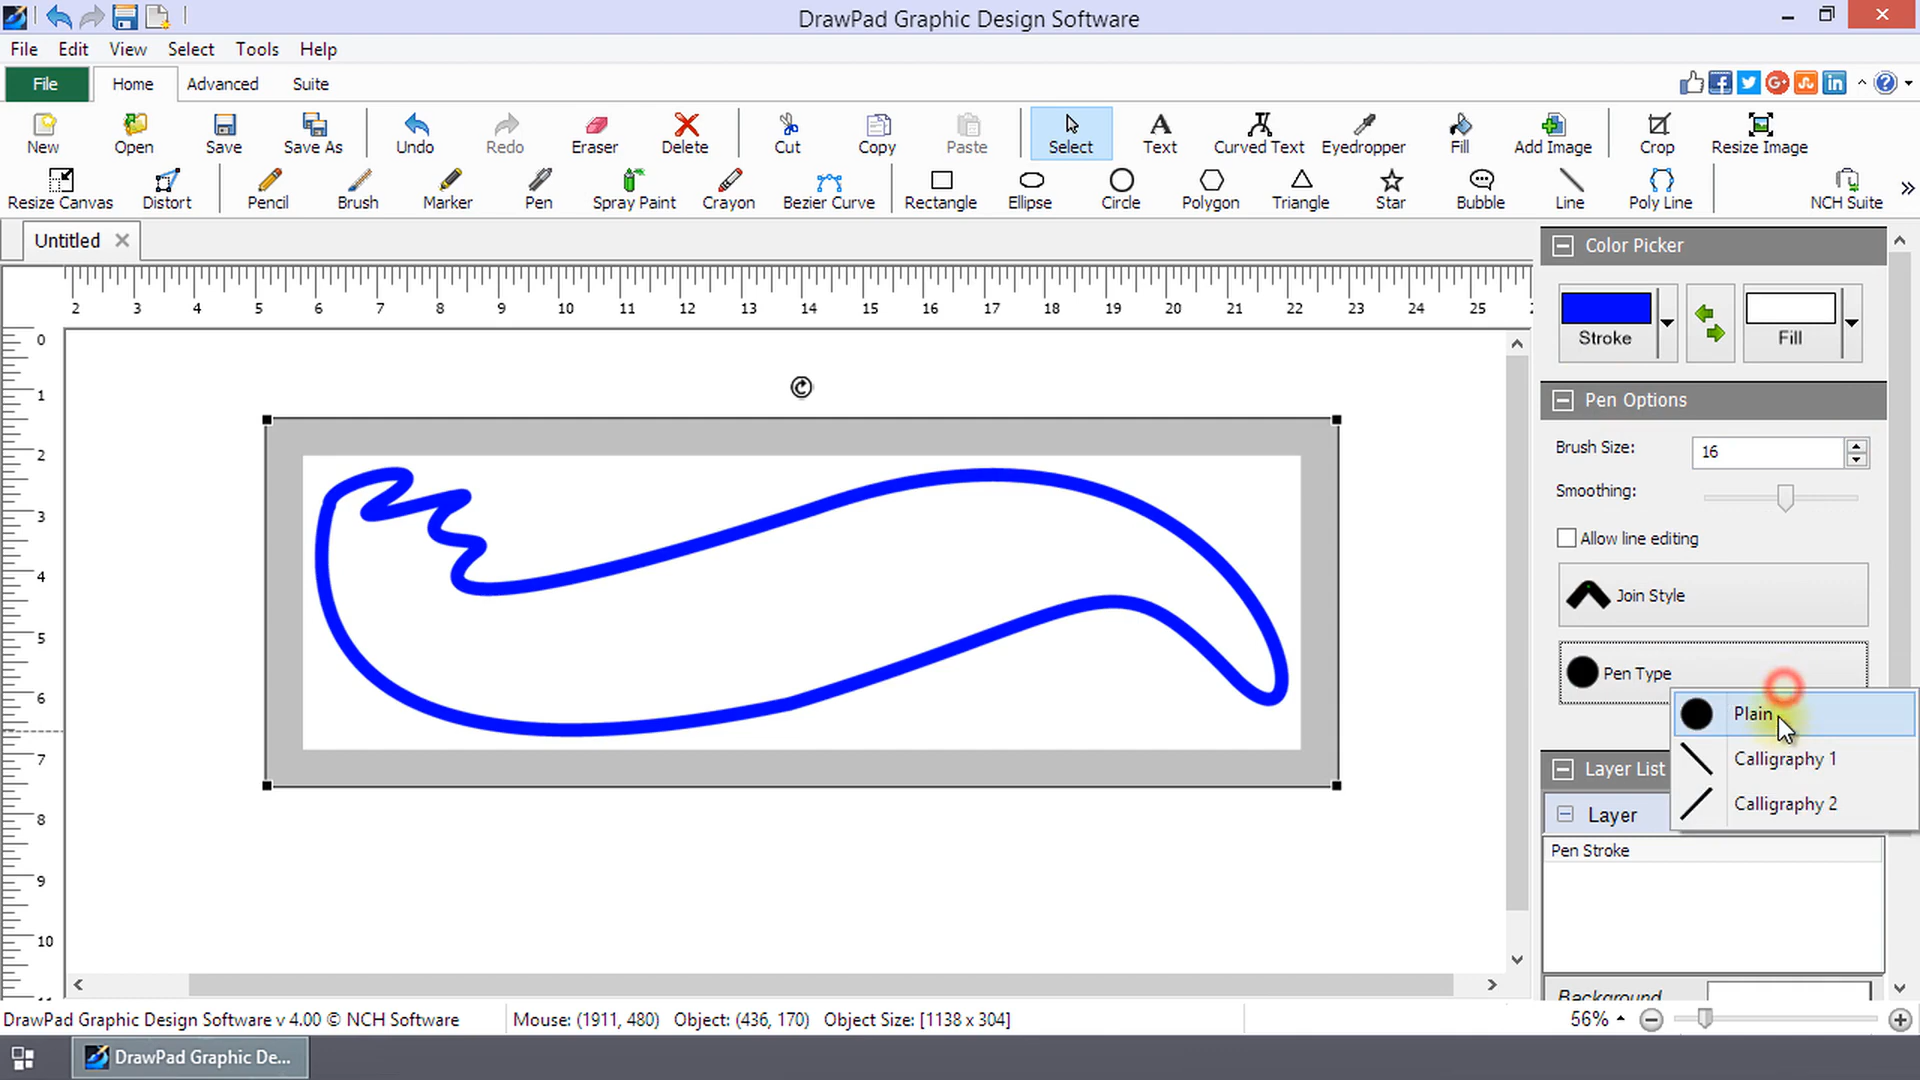 DrawPad Graphic Design Software
File Edit View Select Tools Help
File Home Advanced Suite
New Open Save Save As Undo Redo Eraser Delete Cut Copy Paste Select Text Curved Text Eyedropper Fill Add Image Crop Resize Image
Resize Canvas Distort Pencil Brush Marker Pen Spray Paint Crayon Bezier Curve Rectangle Ellipse Circle Polygon Triangle Star Bubble Line Poly Line NCH Suite
Untitled
Color Picker
2 3 4 5 6 7 8 9 10 11 12 13 14 15 16 17 18 19 20 21 22 23 24 25
Stroke Fill
0
1
2
3
4
5
6
7
8
9
10
Pen Options
Brush Size: 16
Smoothing:
Allow line editing
Join Style
Pen Type
Plain
Calligraphy 1
Calligraphy 2
Layer List
Layer
Pen Stroke
Background
DrawPad Graphic Design Software v 4.00 © NCH Software Mouse: (1911, 480) Object: (436, 170) Object Size: [1138 x 304] 56%
DrawPad Graphic De...